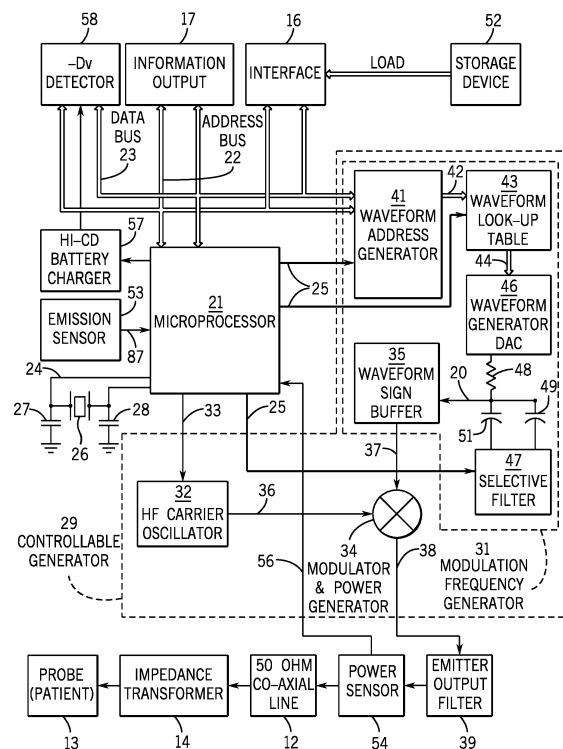 58 17 16 52
–Dv DETECTOR
INFORMATION OUTPUT
INTERFACE
LOAD
STORAGE DEVICE
DATA BUS
23
ADDRESS BUS
22
57
HI–CD BATTERY CHARGER
53
EMISSION SENSOR
87
21
MICROPROCESSOR
25
41
WAVEFORM ADDRESS GENERATOR
42
43
WAVEFORM LOOK–UP TABLE
44
46
WAVEFORM GENERATOR DAC
48
20
49
51
35
WAVEFORM SIGN BUFFER
24
27
26
28
33
25
37
47
SELECTIVE FILTER
32
HF CARRIER OSCILLATOR
36
29
CONTROLLABLE GENERATOR
56
34
MODULATOR & POWER GENERATOR
38
31
MODULATION FREQUENCY GENERATOR
PROBE (PATIENT)
IMPEDANCE TRANSFORMER
50 OHM CO–AXIAL LINE
POWER SENSOR
EMITTER OUTPUT FILTER
13 14 12 54 39